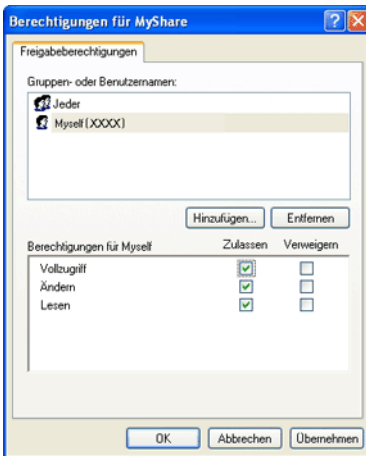 Berechtigungen für MyShare
Freigabeberechtigungen
Gruppen- oder Benutzernamen:
Jeder
Myself (XXXX)
Hinzufügen... Entfernen
Berechtigungen für Myself Zulassen Verweigern
Vollzugriff
Ändern
Lesen
OK Abbrechen Übernehmen